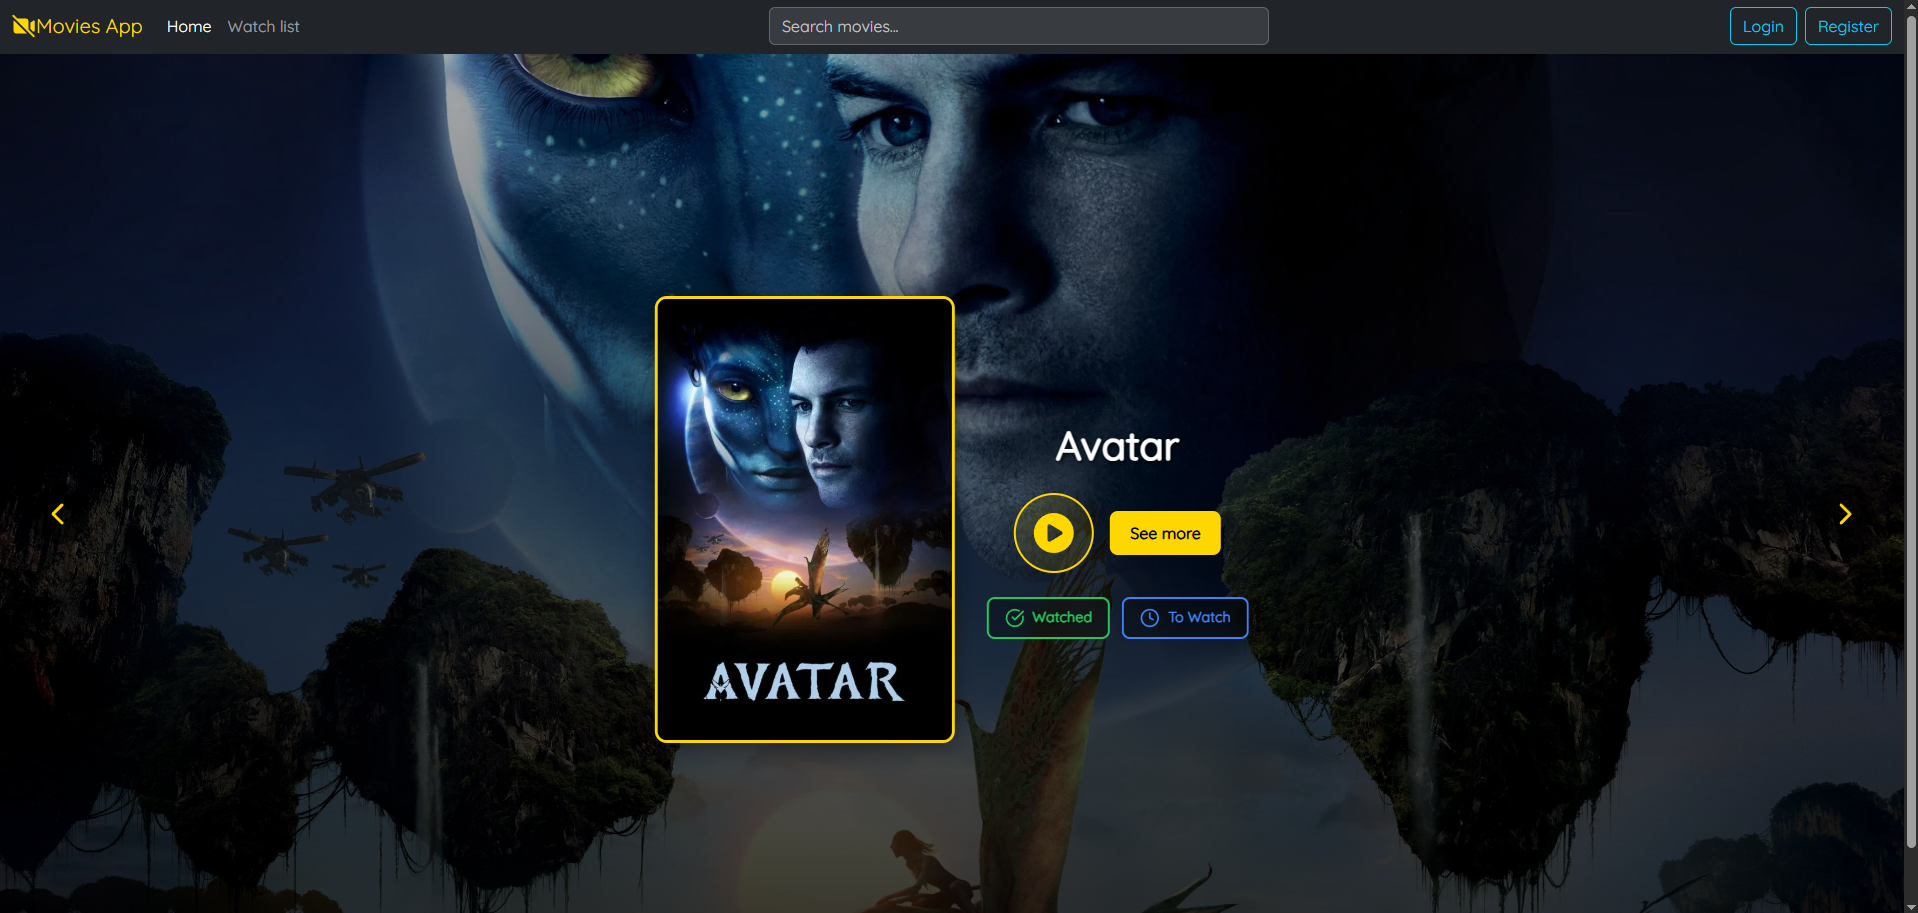 Movies App Home Watch list Search movies... Login Register
AVATAR
Avatar
See more
Watched To Watch